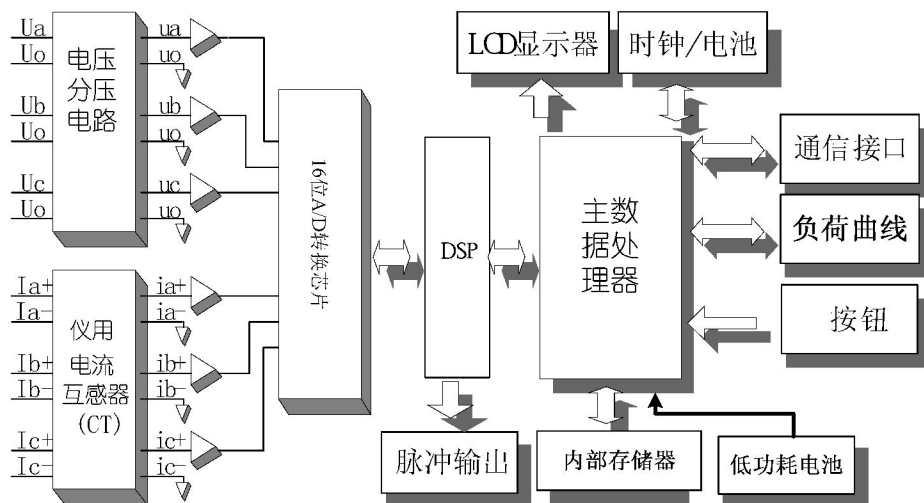 Ua
Uo
Ub
Uo
Uc
Uo
电压
分压
电路
ua
uo
ub
uo
uc
uo
Ia+
Ia-
Ib+
Ib-
Ic+
Ic-
仪用
电流
互感器
(CT)
ia+
ia-
ib+
ib-
ic+
ic-
16位A/D转换芯片
DSP
脉冲输出
LCD显示器
时钟/电池
主数
据处
理器
通信接口
负荷曲线
按钮
内部存储器
低功耗电池